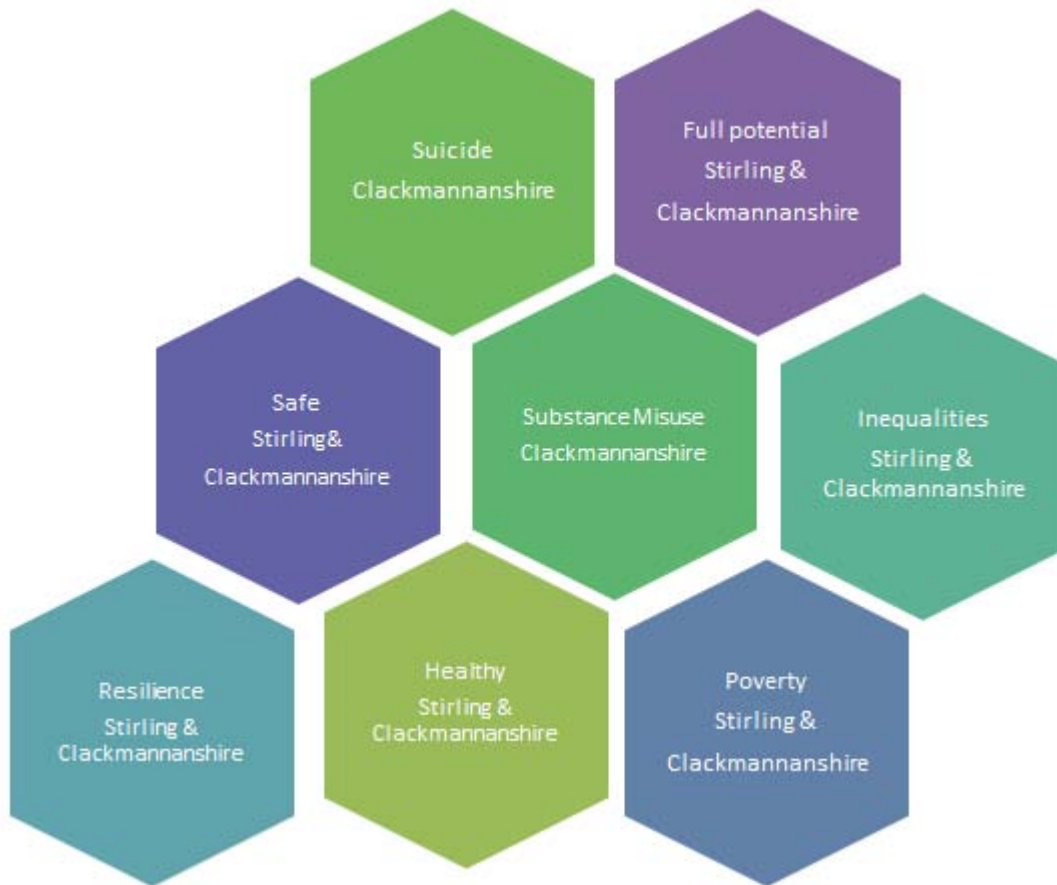 Suicide
Clackmannanshire
Full potential
Stirling &
Clackmannanshire
Safe
Stirling&
Clackmannanshire
Substance Misuse
Clackmannanshire
Inequalities
Stirling &
Clackmannanshire
Resilience
Stirling &
Clackmannanshire
Healthy
Stirling &
Clackmannanshire
Poverty
Stirling &
Clackmannanshire